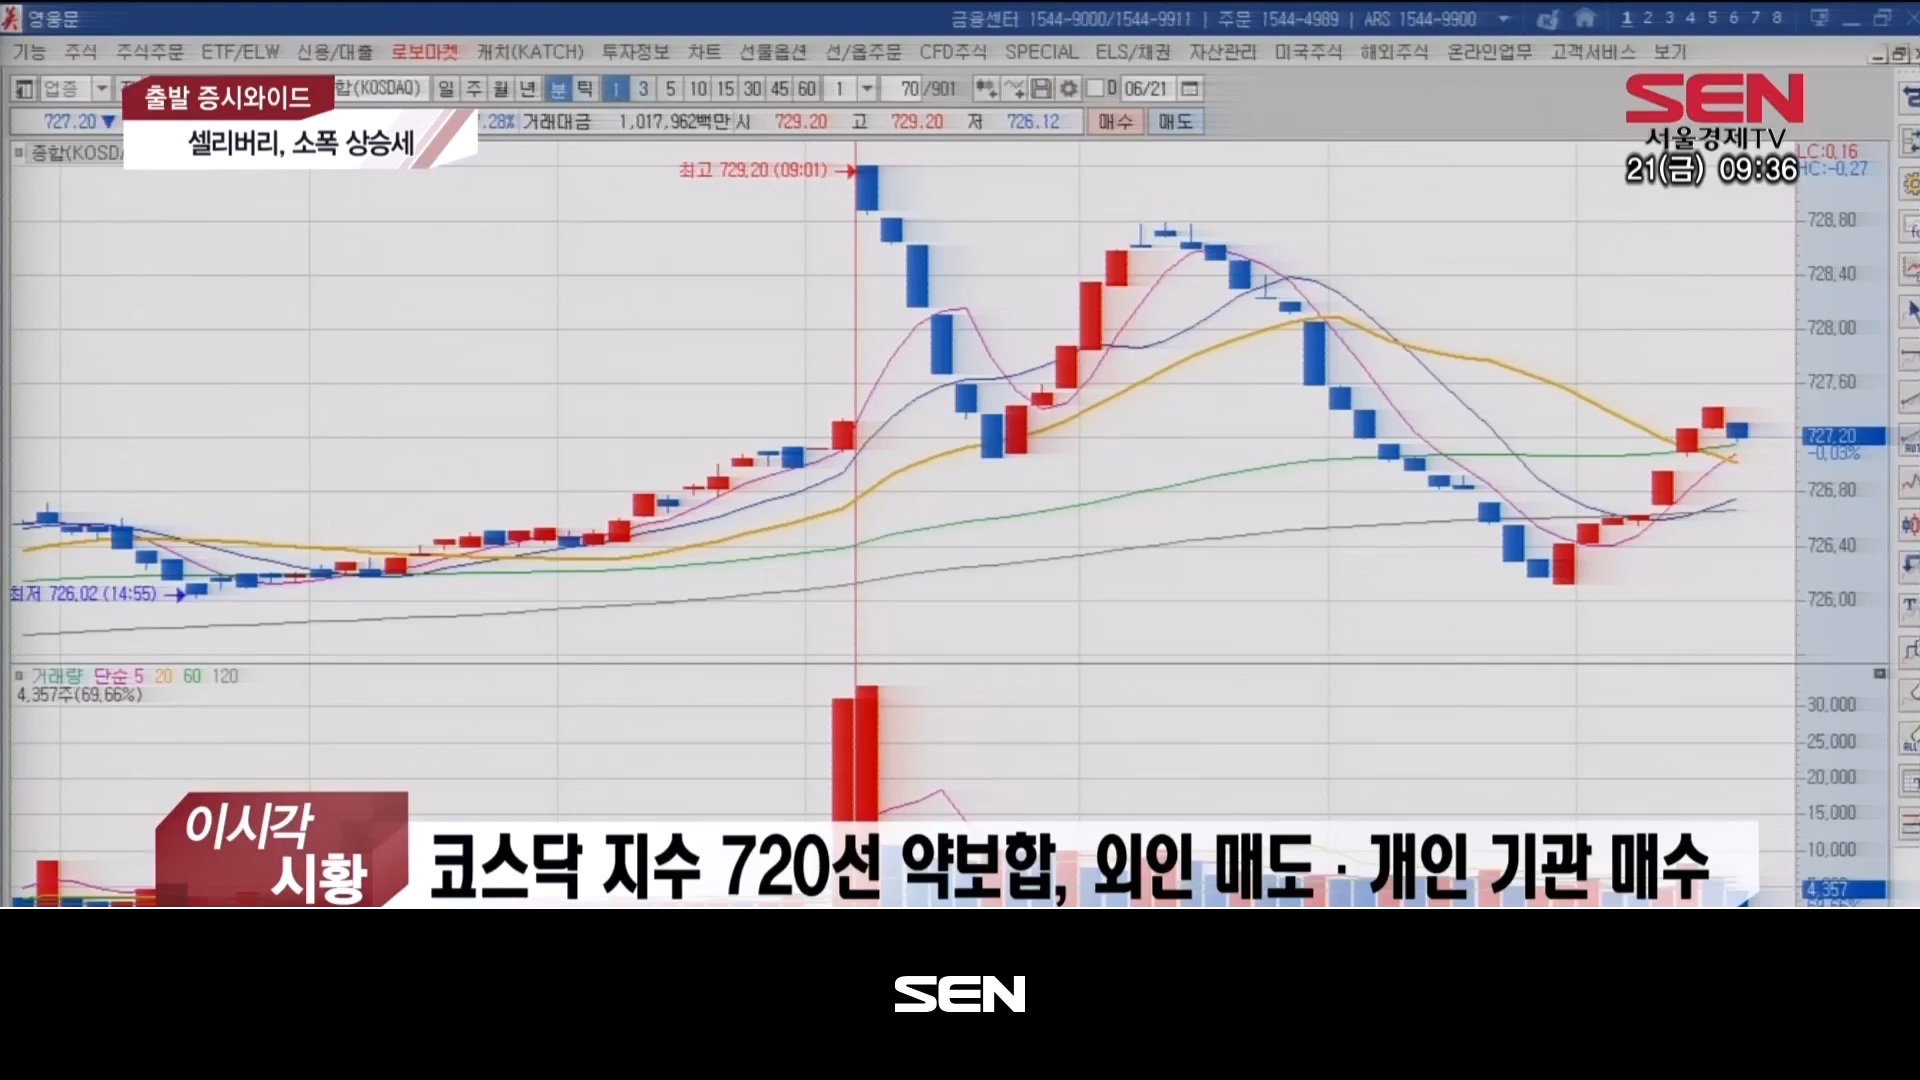 영웅문
금융센터 1544-9000/1544-9911 | 주문 1544-4989 | ARS 1544-9900
1 2 3 4 5 6 7 8
기능 주식 주식주문 ETF/ELW 신용/대출 로보마켓 캐치(KATCH) 투자정보 차트 선물옵션 선/옵주문 CFD주식 SPECIAL ELS/채권 자산관리 미국주식 해외주식 온라인업무 고객서비스 보기
업종
합(KOSDAQ) 일 주 월 년 분 틱 1 3 5 10 15 30 45 60 1 70 /901 D 06/21
출발 증시와이드
셀리버리, 소폭 상승세
SEN
서울경제TV
21(금) 09:36
727.20 ▼
.28% 거래대금 1,017,962백만 시 729.20 고 729.20 저 726.12 매수 매도
종합(KOSDA
LC:0.16
HC:-0.27
최고 729.20 (09:01)
728.80
728.40
728.00
727.60
727.20
-0.03%
726.80
726.40
726.00
최저 726.02 (14:55)
거래량 단순 5 20 60 120
4,357주(69.66%)
30,000
25,000
20,000
15,000
10,000
4,357
이시각
시황
코스닥 지수 720선 약보합, 외인 매도 · 개인 기관 매수
SEN